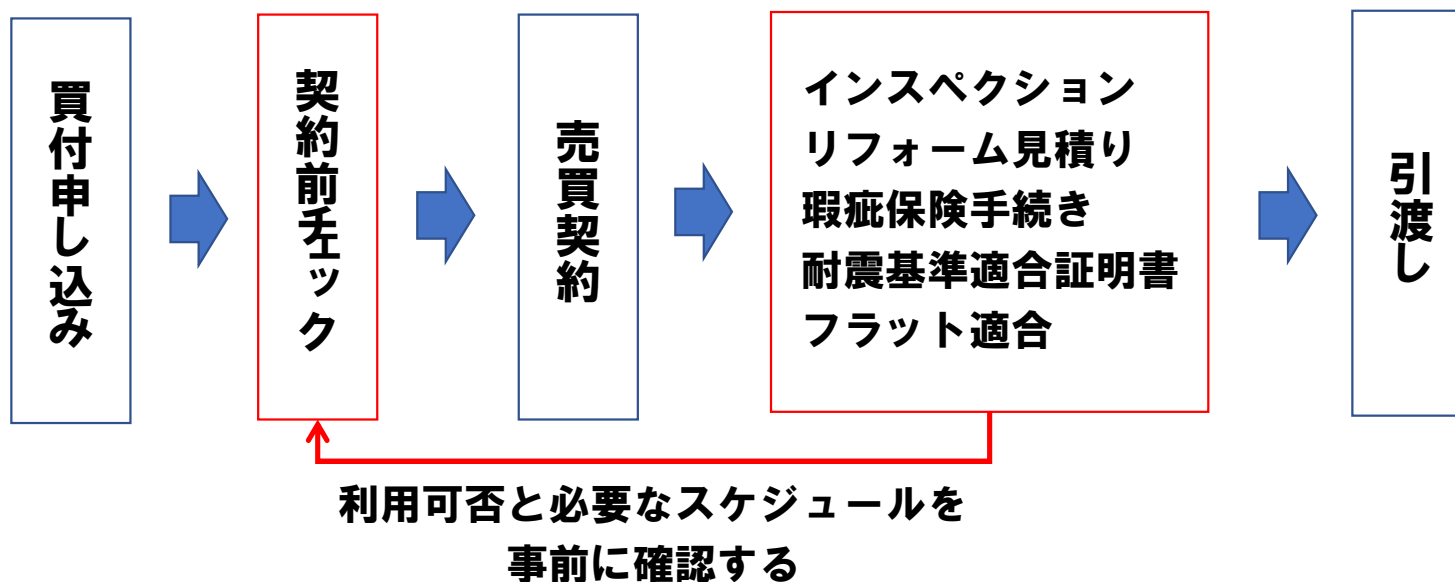 買付申し込み
契約前チェック
売買契約
インスペクション
リフォーム見積り
瑕疵保険手続き
耐震基準適合証明書
フラット適合
引渡し
利用可否と必要なスケジュールを
事前に確認する